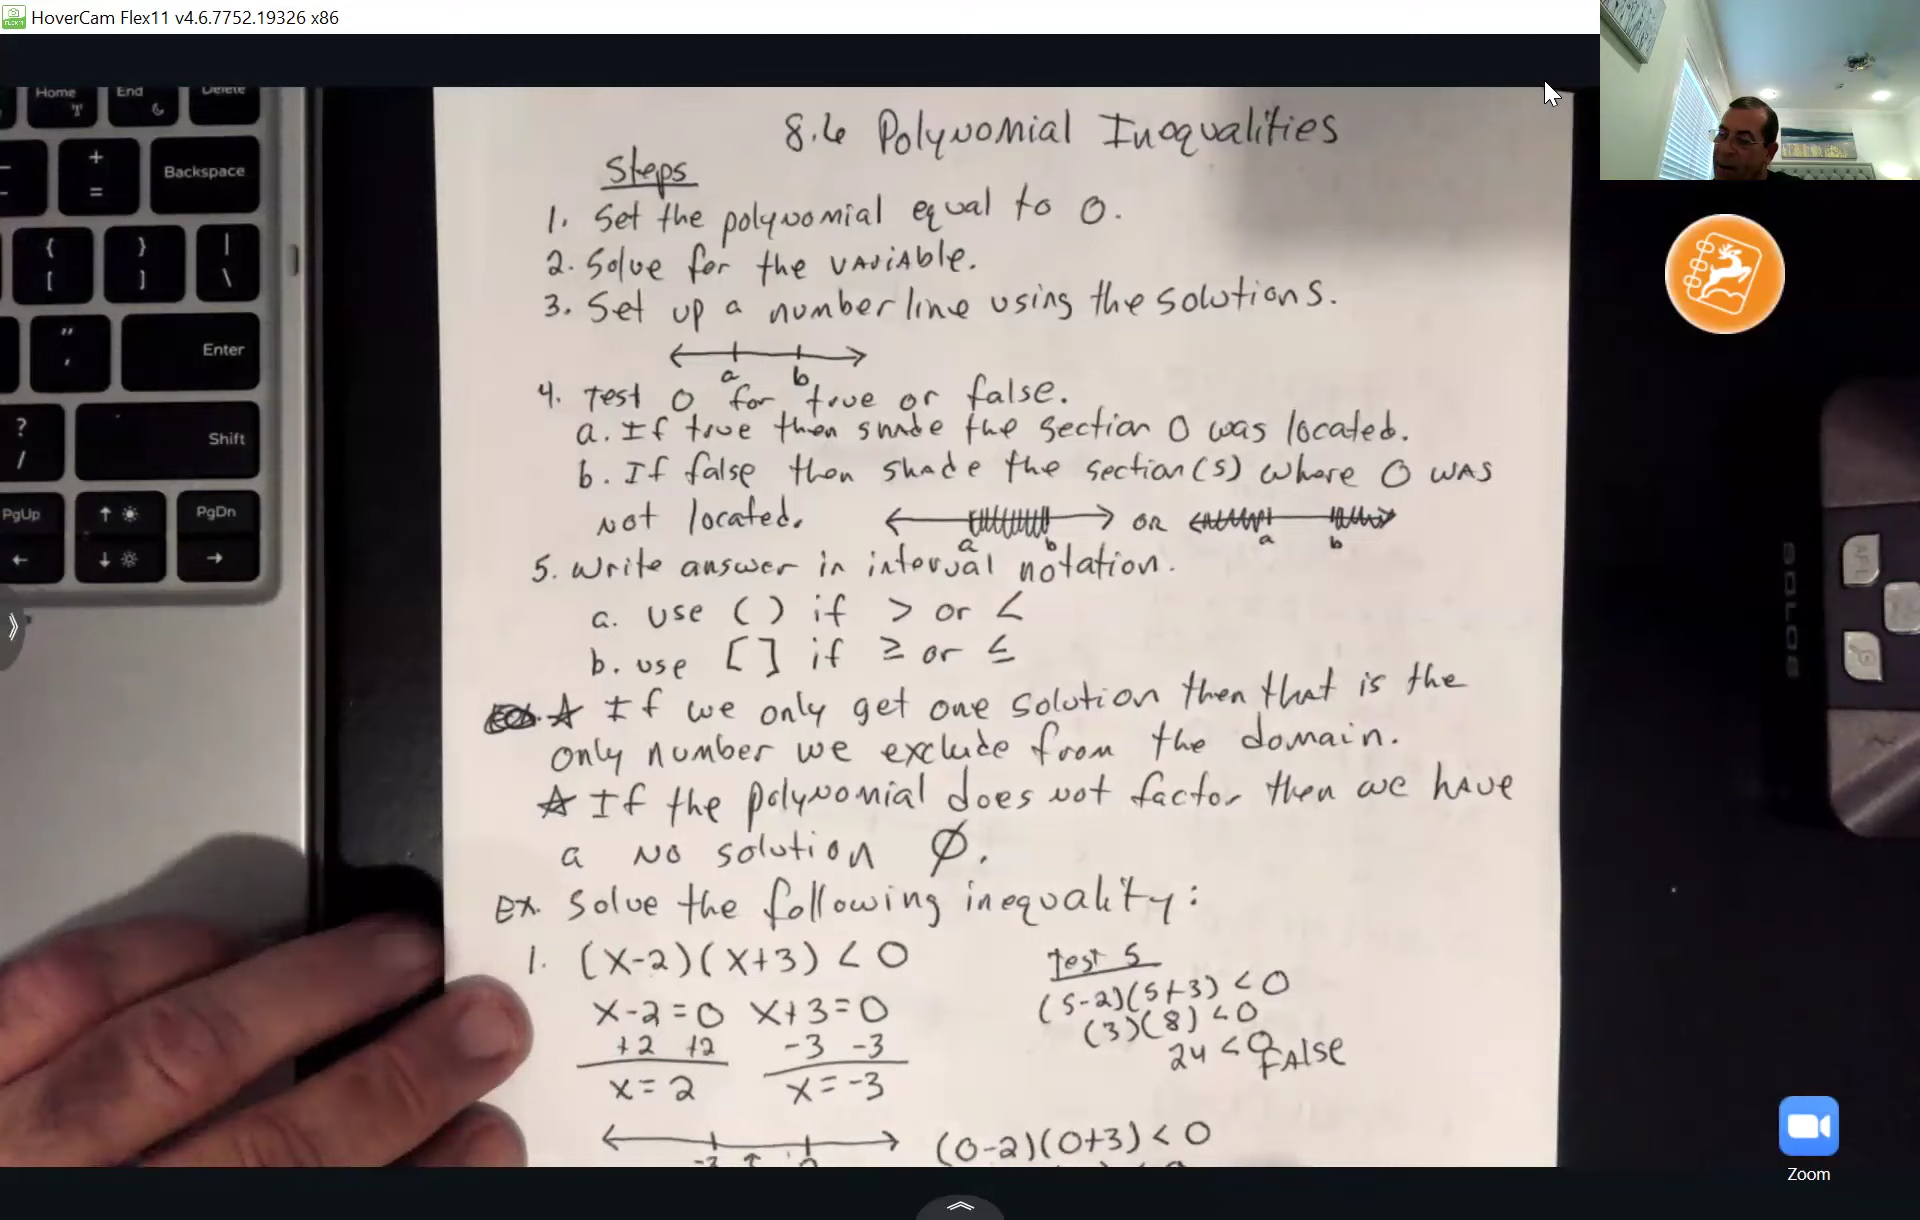 HoverCam Flex11 v4.6.7752.19326 x86
Home End Delete
+ = Backspace
{ [ } ] | \
" , Enter
? / Shift
PgUp PgDn
8.6 Polynomial Inequalities
Steps
1. Set the polynomial equal to 0.
2. Solve for the variable.
3. Set up a number line using the solutions.
a b
4. Test 0 for true or false.
a. If true then shade the section 0 was located.
b. If false then shade the section(s) where 0 was
not located. OR
a b a b
5. Write answer in interval notation.
a. use ( ) if > or <
b. use [ ] if ≥ or ≤
☆ If we only get one solution then that is the
only number we exclude from the domain.
☆ If the polynomial does not factor then we have
a no solution ∅.
Ex. Solve the following inequality:
1. (x-2)(x+3) < 0
x-2=0 x+3=0
+2 +2 -3 -3
x=2 x=-3
Test 5
(5-2)(5+3) < 0
(3)(8) < 0
24 < 0
False
(0-2)(0+3) < 0
SOLOS
AFL
Zoom